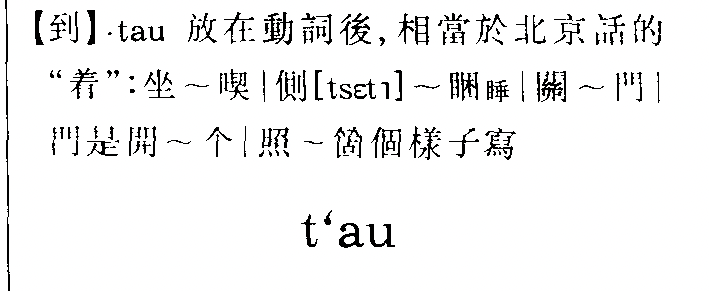 【到】·tau 放在動詞後,相當於北京話的
“着”:坐～喫|側[tsɛt˥]～睏睡|關～門|
門是開～个|照～箇個樣子寫
t‘au